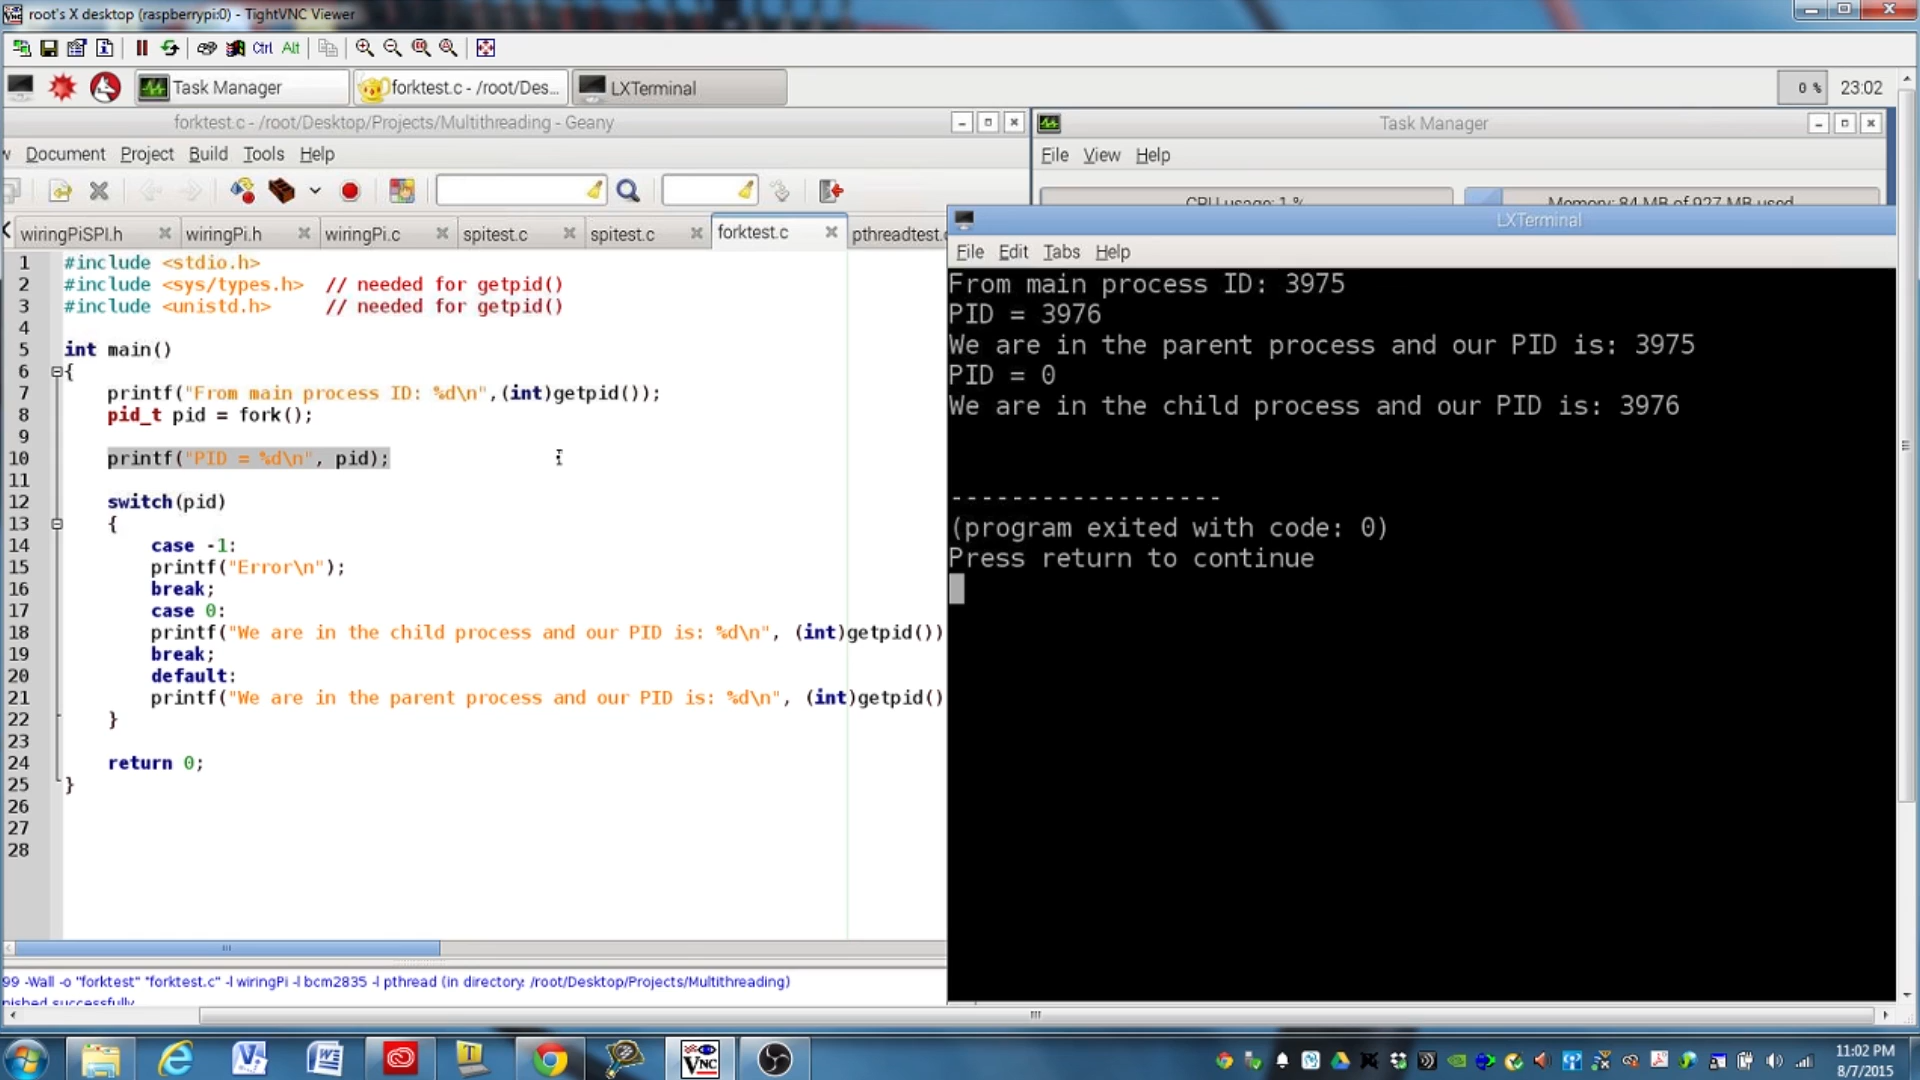 root's X desktop (raspberrypi:0) - TightVNC Viewer
Ctrl Alt
Task Manager
forktest.c - /root/Des...
LXTerminal
0 %
23:02
forktest.c - /root/Desktop/Projects/Multithreading - Geany
Task Manager
Document Project Build Tools Help
File View Help
CPU usage: 1 %
Memory: 84 MB of 927 MB used
wiringPiSPI.h
wiringPi.h
wiringPi.c
spitest.c
spitest.c
forktest.c
pthreadtest.c
LXTerminal
File Edit Tabs Help
1 #include <stdio.h>
2 #include <sys/types.h> // needed for getpid()
3 #include <unistd.h> // needed for getpid()
4
5 int main()
6 {
7 printf("From main process ID: %d\n",(int)getpid());
8 pid_t pid = fork();
9
10 printf("PID = %d\n", pid);
11
12 switch(pid)
13 {
14 case -1:
15 printf("Error\n");
16 break;
17 case 0:
18 printf("We are in the child process and our PID is: %d\n", (int)getpid())
19 break;
20 default:
21 printf("We are in the parent process and our PID is: %d\n", (int)getpid()
22 }
23
24 return 0;
25 }
26
27
28
From main process ID: 3975
PID = 3976
We are in the parent process and our PID is: 3975
PID = 0
We are in the child process and our PID is: 3976
------------------
(program exited with code: 0)
Press return to continue
99 -Wall -o "forktest" "forktest.c" -l wiringPi -l bcm2835 -l pthread (in directory: /root/Desktop/Projects/Multithreading)
nished successfully
11:02 PM
8/7/2015